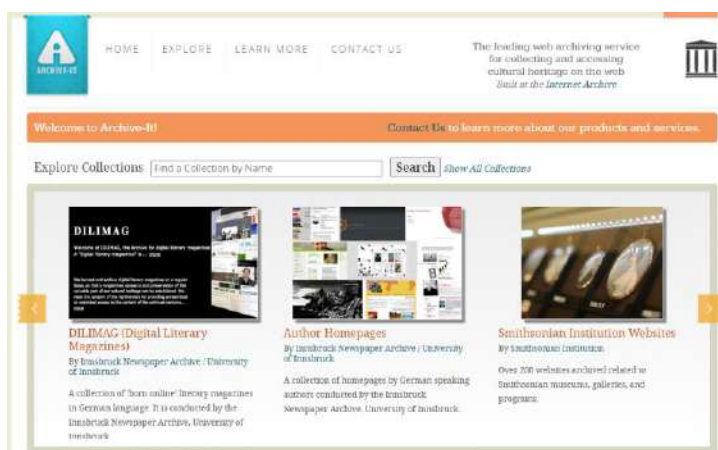 ARCHIVE-IT
HOME EXPLORE LEARN MORE CONTACT US
The leading web archiving service
for collecting and accessing
cultural heritage on the web
Built at the Internet Archive
Welcome to Archive-It!
Contact Us to learn more about our products and services.
Explore Collections Find a Collection by Name Search Show All Collections
DILIMAG
DILIMAG (Digital Literary
Magazines)
By Innsbruck Newspaper Archive / University
of Innsbruck
A collection of 'born online' literary magazines
in German language. It is conducted by the
Innsbruck Newspaper Archive, University of
Innsbruck
Author Homepages
By Innsbruck Newspaper Archive / University
of Innsbruck
A collection of homepages by German speaking
authors conducted by the Innsbruck
Newspaper Archive, University of Innsbruck.
Smithsonian Institution Websites
By Smithsonian Institution
Over 200 websites archived related to
Smithsonian museums, galleries, and
programs.